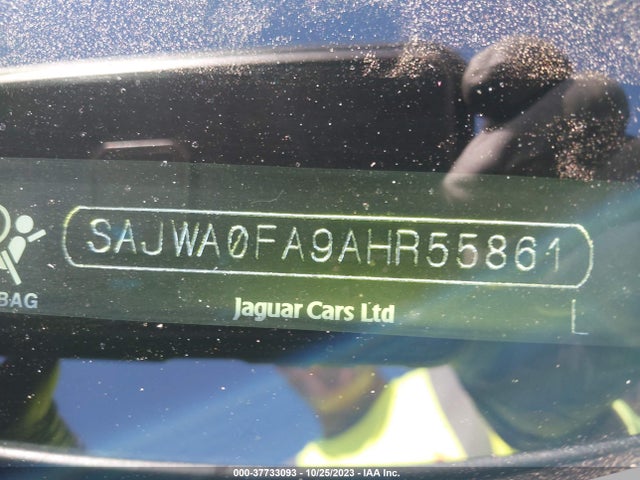 SAJWA0FA9AHR55861
BAG
Jaguar Cars Ltd
L
000-37733093 - 10/25/2023 - IAA Inc.